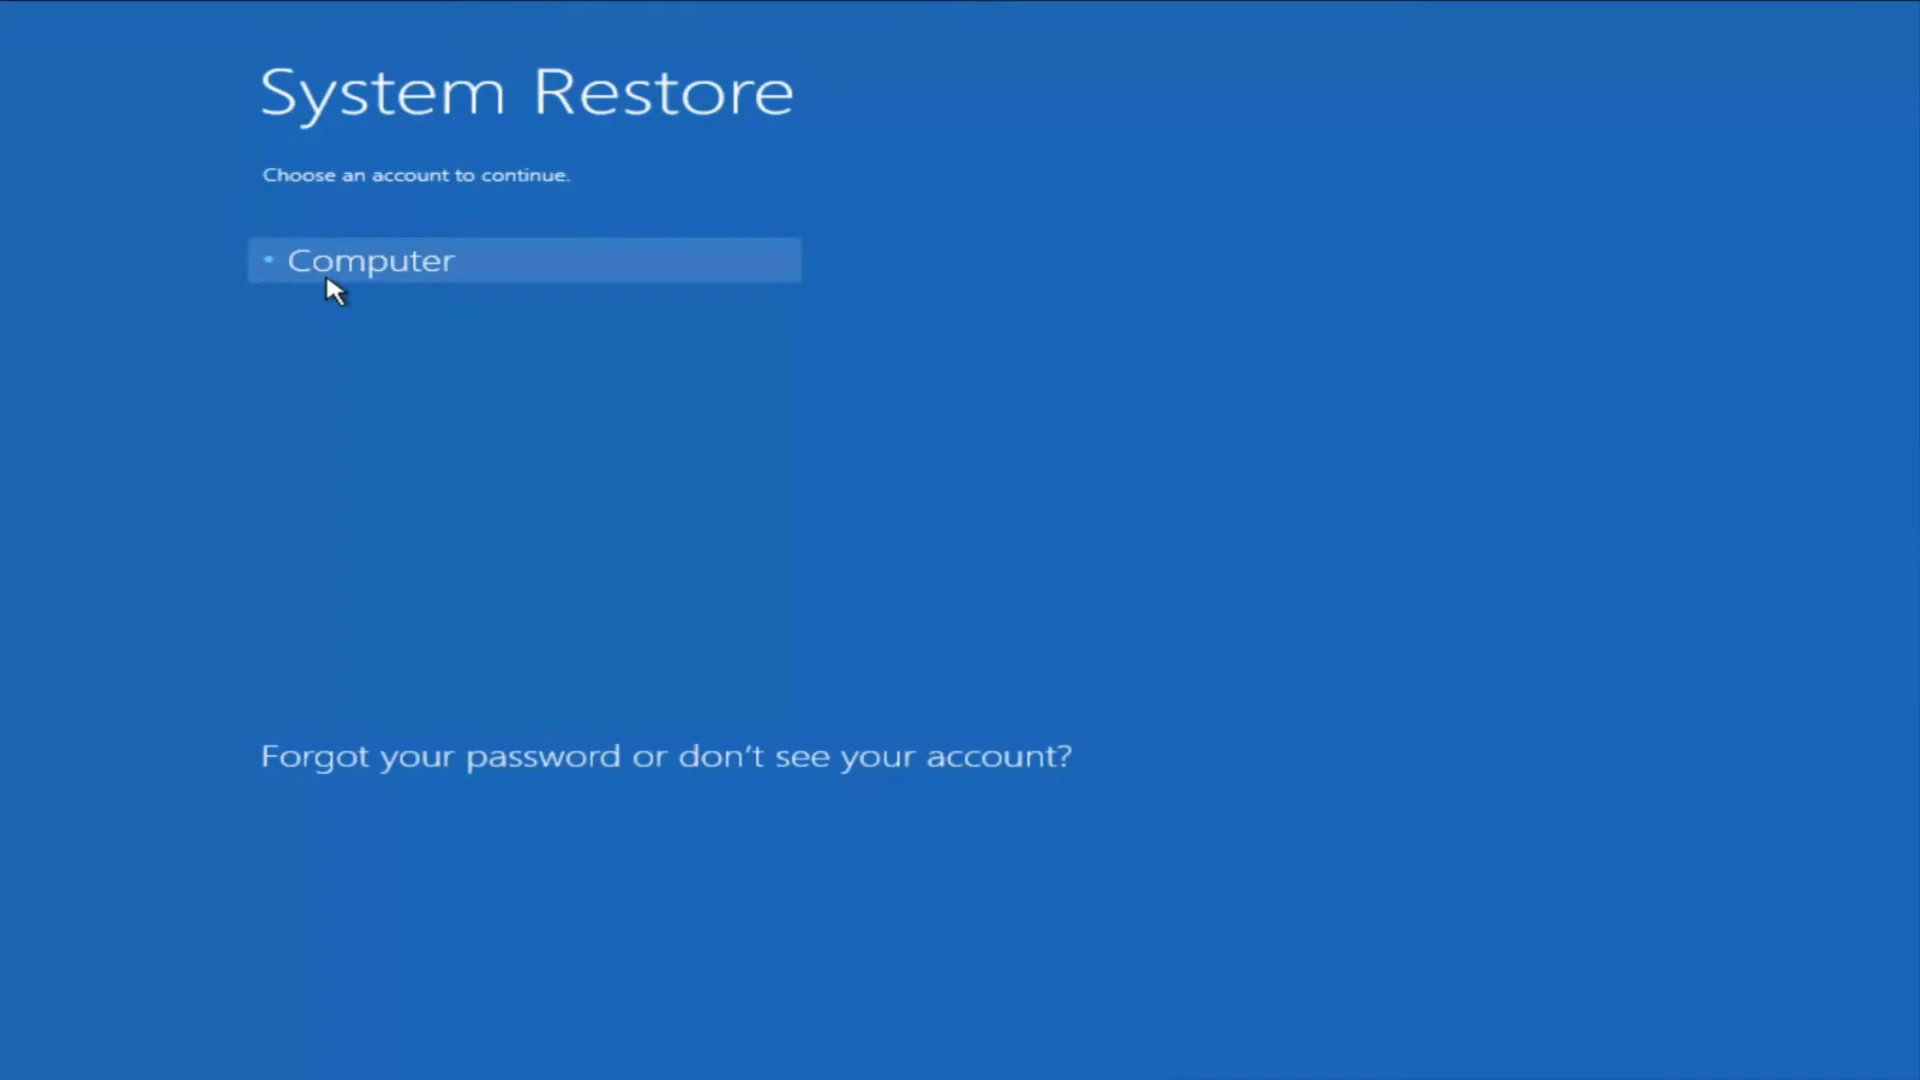 System Restore
Choose an account to continue.
Computer
Forgot your password or don't see your account?